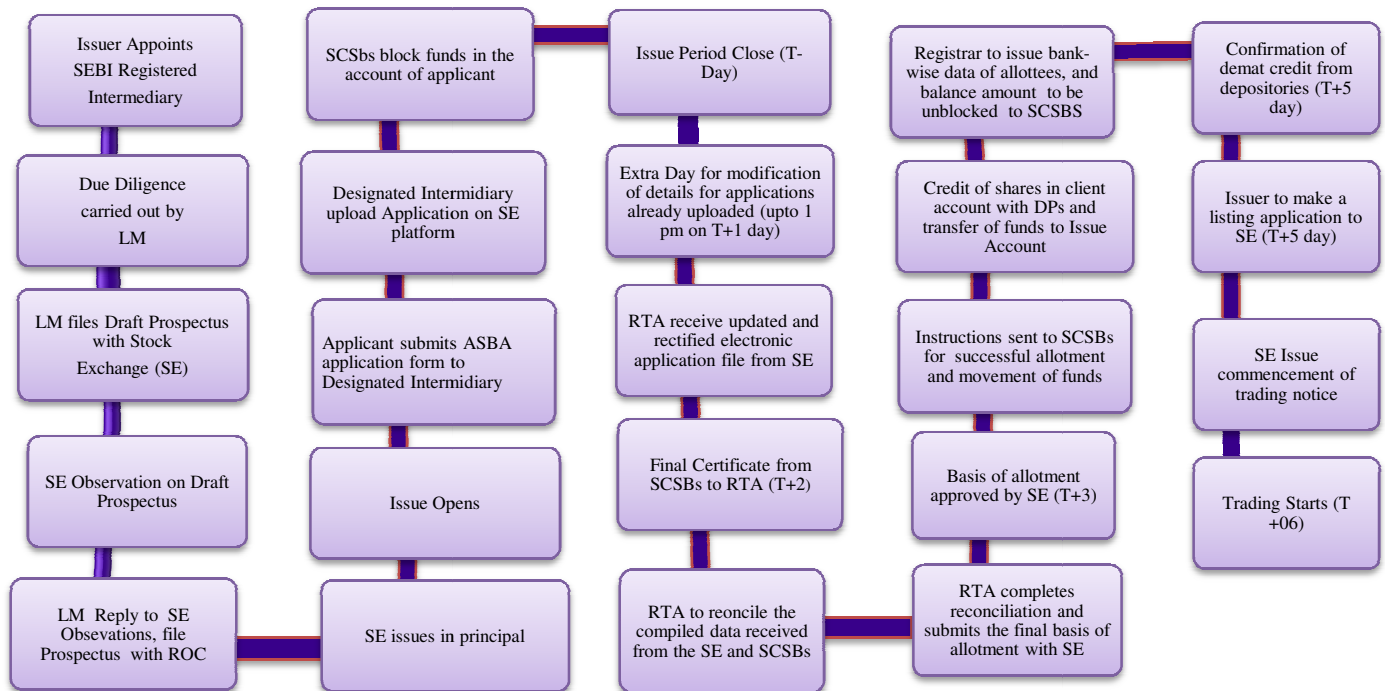 Issuer Appoints
SEBI Registered
Intermediary
Due Diligence
carried out by
LM
LM files Draft Prospectus
with Stock
Exchange (SE)
SE Observation on Draft
Prospectus
LM Reply to SE
Obsevations, file
Prospectus with ROC
SE issues in principal
Issue Opens
Applicant submits ASBA
application form to
Designated Intermidiary
Designated Intermidiary
upload Application on SE
platform
SCSbs block funds in the
account of applicant
Issue Period Close (T-
Day)
Extra Day for modification
of details for applications
already uploaded (upto 1
pm on T+1 day)
RTA receive updated and
rectified electronic
application file from SE
Final Certificate from
SCSBs to RTA (T+2)
RTA to reconcile the
compiled data received
from the SE and SCSBs
RTA completes
reconciliation and
submits the final basis of
allotment with SE
Basis of allotment
approved by SE (T+3)
Instructions sent to SCSBs
for successful allotment
and movement of funds
Credit of shares in client
account with DPs and
transfer of funds to Issue
Account
Registrar to issue bank-
wise data of allottees, and
balance amount to be
unblocked to SCSBS
Confirmation of
demat credit from
depositories (T+5
day)
Issuer to make a
listing application to
SE (T+5 day)
SE Issue
commencement of
trading notice
Trading Starts (T
+06)